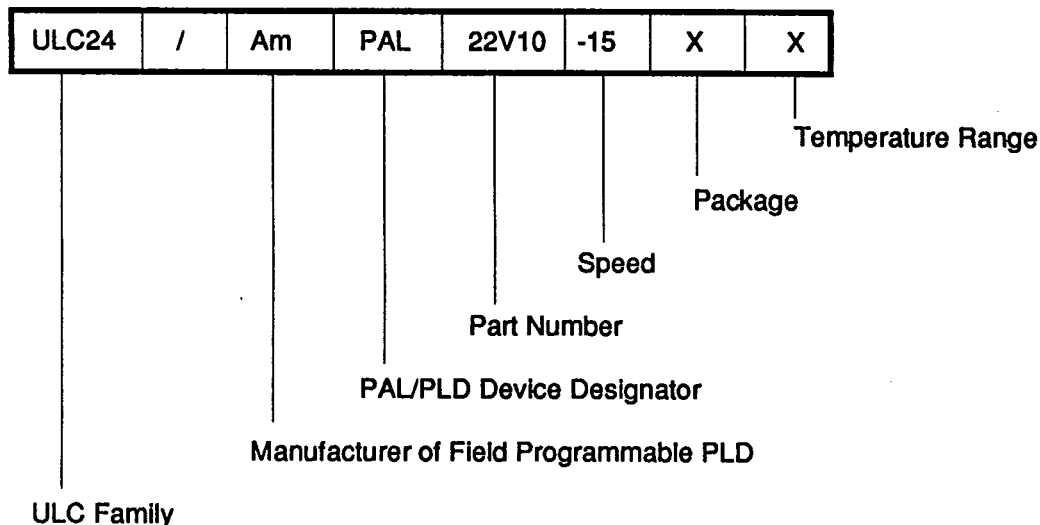 ULC24 / Am PAL 22V10 -15 X X
Temperature Range
Package
Speed
Part Number
PAL/PLD Device Designator
Manufacturer of Field Programmable PLD
ULC Family